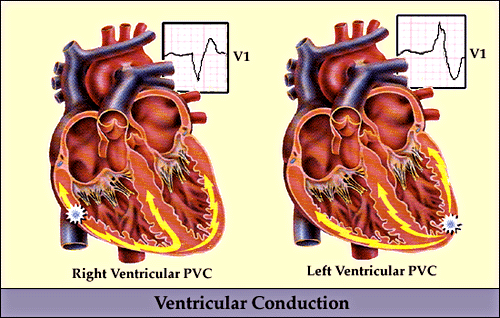 V1
V1
Right Ventricular PVC
Left Ventricular PVC
Ventricular Conduction